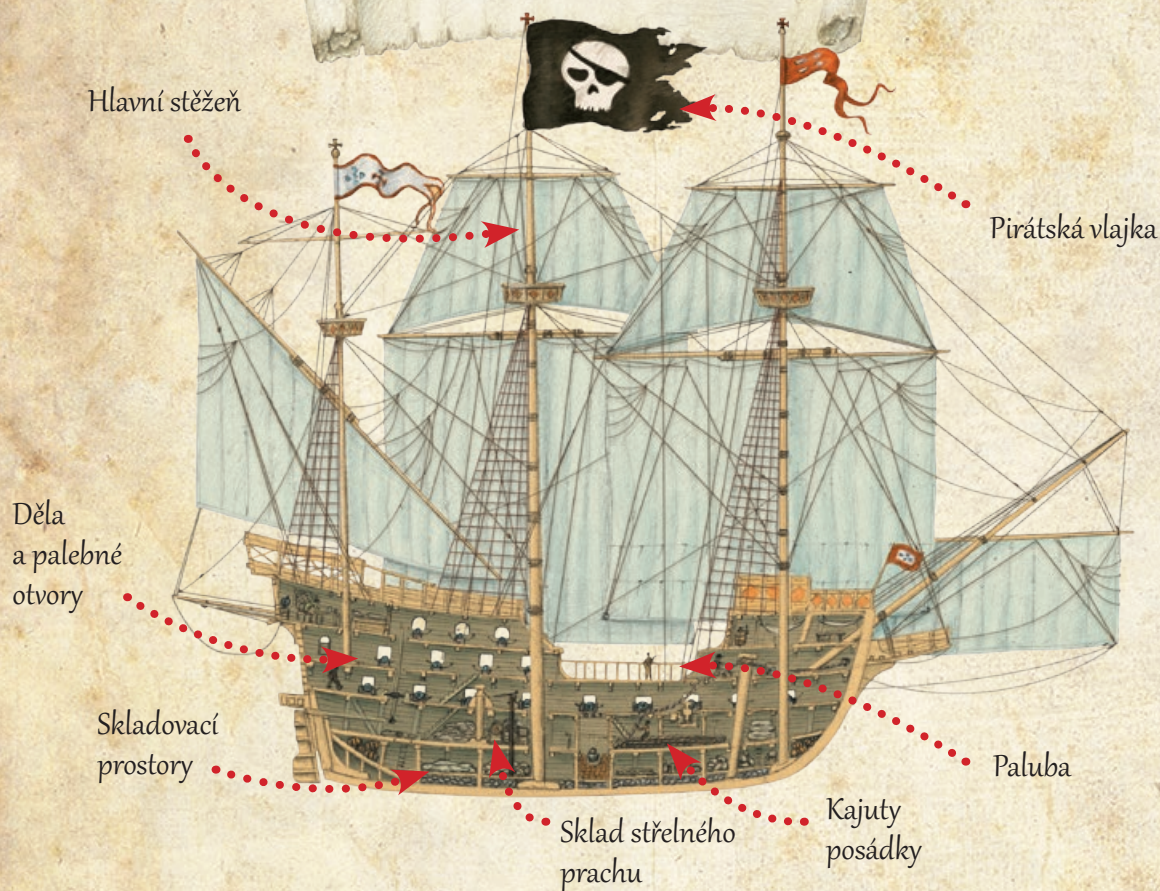 Hlavní stěžeň
Pirátská vlajka
Děla
a palebné
otvory
Skladovací
prostory
Sklad střelného
prachu
Kajuty
posádky
Paluba